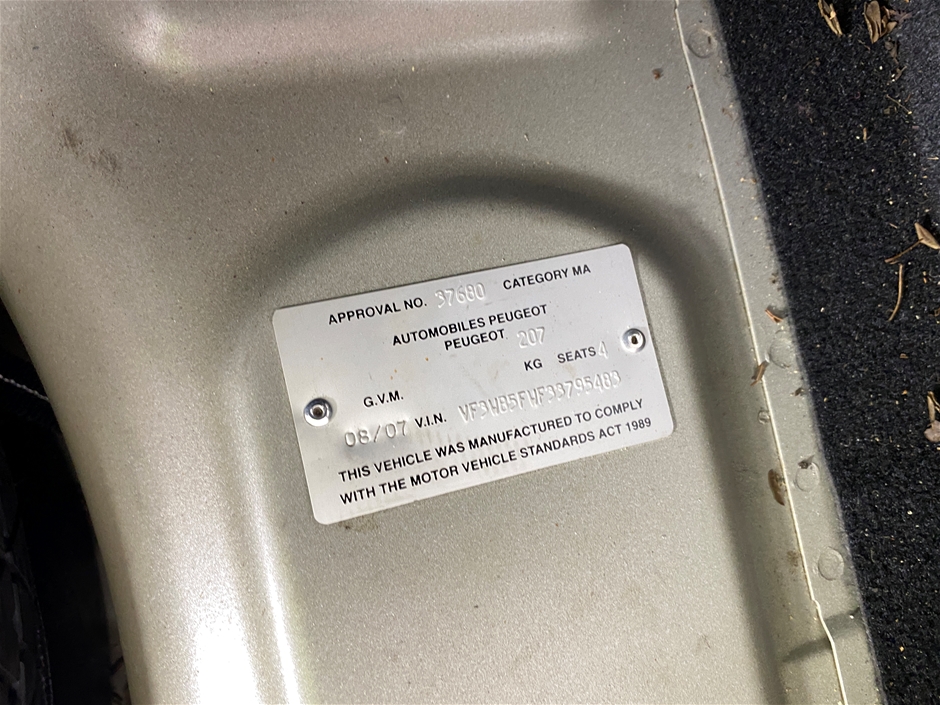 APPROVAL NO. 37680 CATEGORY MA
AUTOMOBILES PEUGEOT
PEUGEOT 207
G.V.M. KG SEATS 4
08/07 V.I.N. VF3WB5FWF33795483
THIS VEHICLE WAS MANUFACTURED TO COMPLY
WITH THE MOTOR VEHICLE STANDARDS ACT 1989